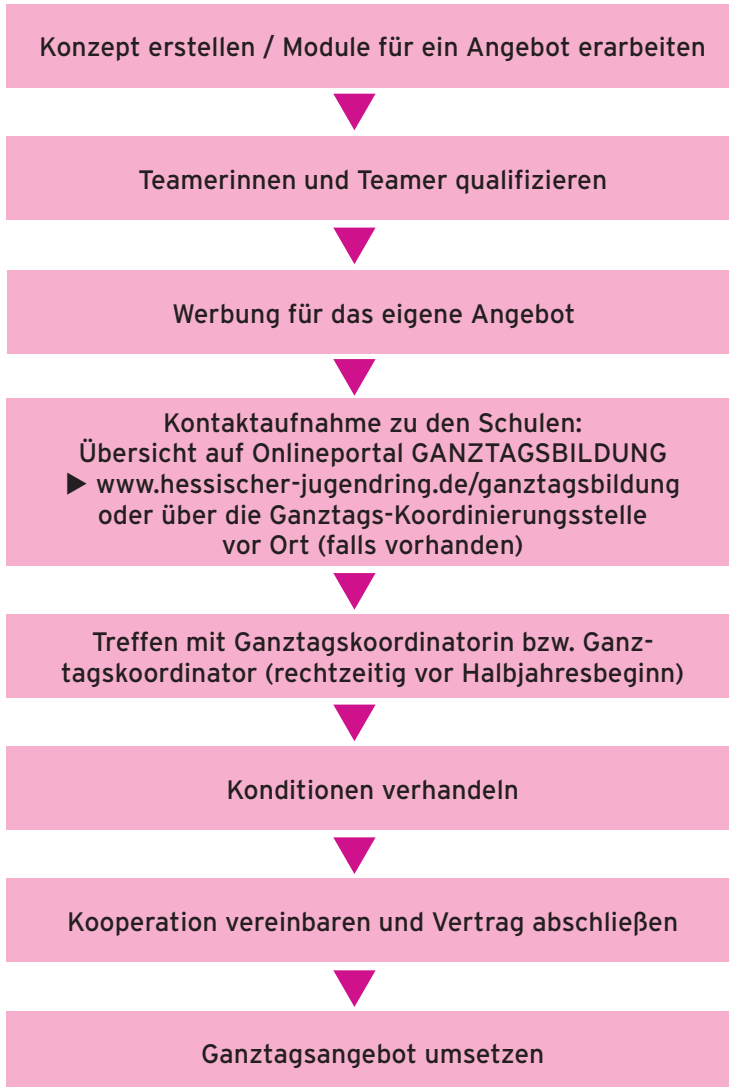 Konzept erstellen / Module für ein Angebot erarbeiten
Teamerinnen und Teamer qualifizieren
Werbung für das eigene Angebot
Kontaktaufnahme zu den Schulen:
Übersicht auf Onlineportal GANZTAGSBILDUNG
▶ www.hessischer-jugendring.de/ganztagsbildung
oder über die Ganztags-Koordinierungsstelle
vor Ort (falls vorhanden)
Treffen mit Ganztagskoordinatorin bzw. Ganz-
tagskoordinator (rechtzeitig vor Halbjahresbeginn)
Konditionen verhandeln
Kooperation vereinbaren und Vertrag abschließen
Ganztagsangebot umsetzen